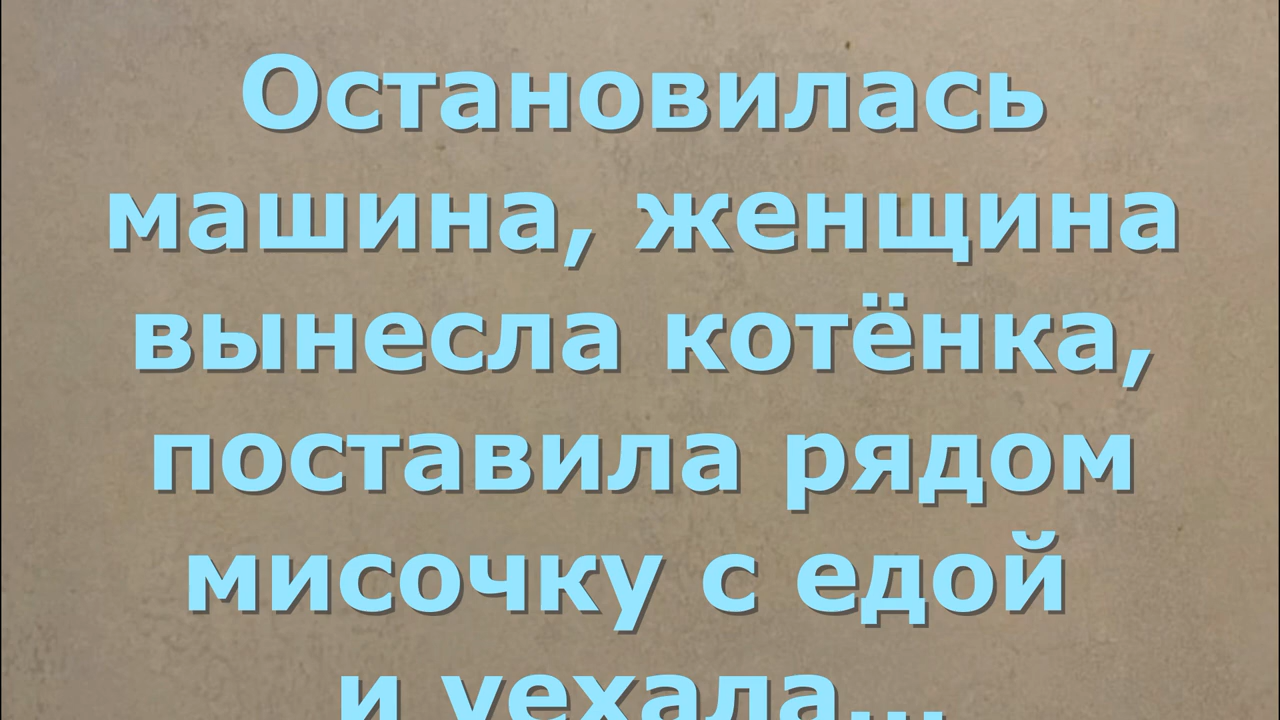 Остановилась
машина, женщина
вынесла котёнка,
поставила рядом
мисочку с едой
и уехала...